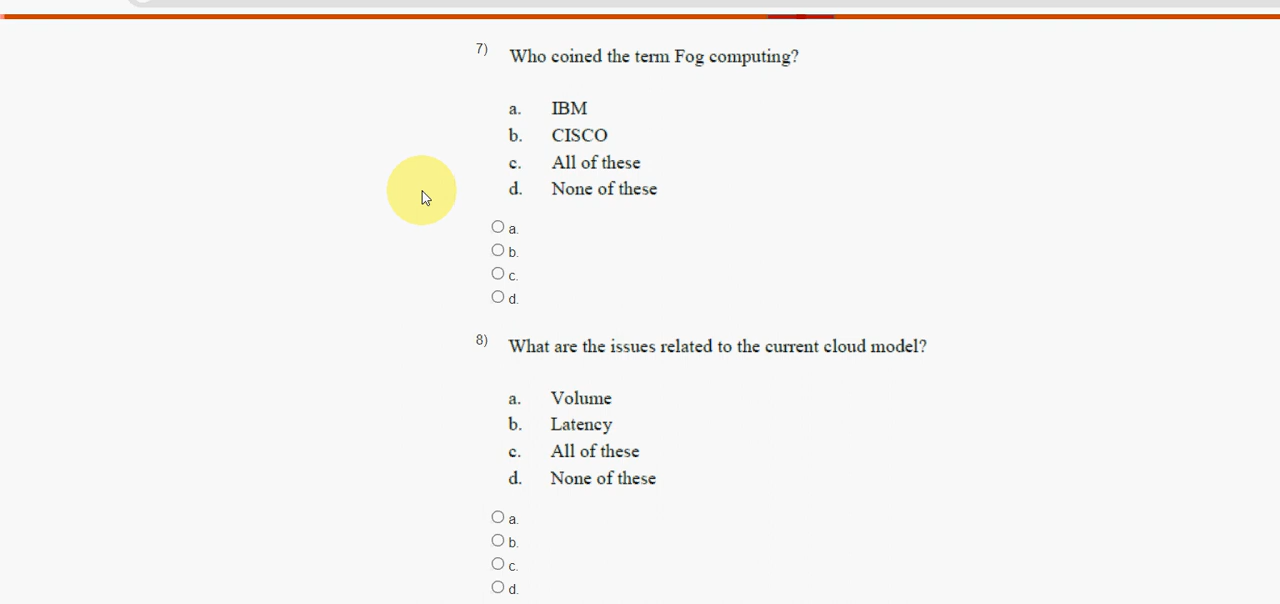 7) Who coined the term Fog computing?
a. IBM
b. CISCO
c. All of these
d. None of these
a.
b.
c.
d.
8) What are the issues related to the current cloud model?
a. Volume
b. Latency
c. All of these
d. None of these
a.
b.
c.
d.